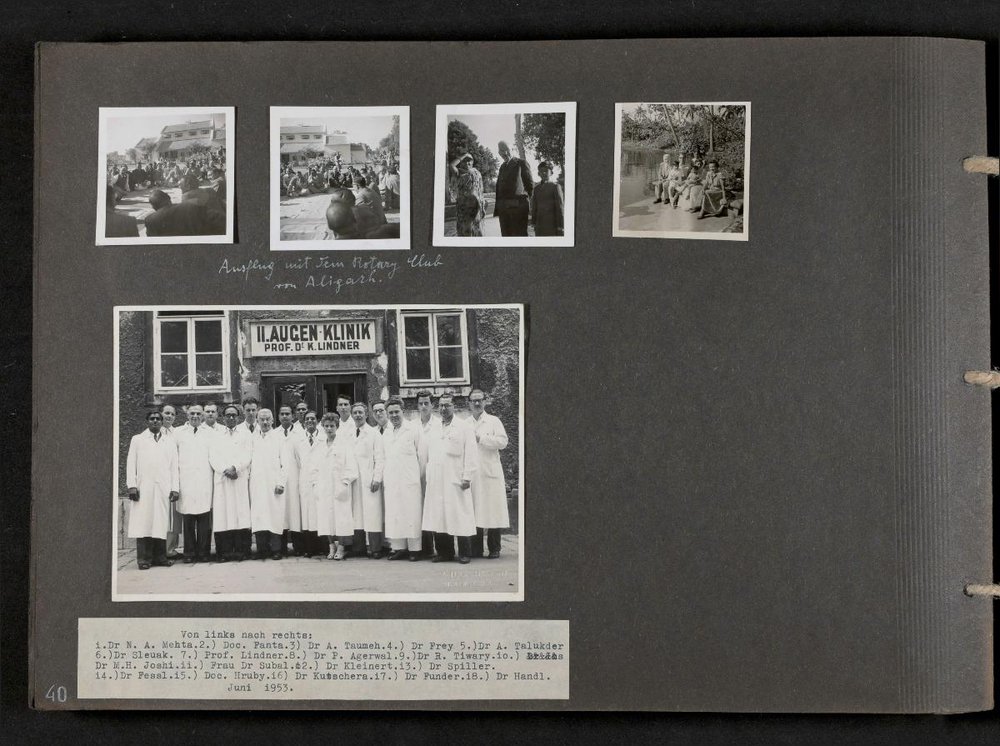 Ausflug mit dem Rotary Club
von Aligarh.
II. AUGEN-KLINIK
PROF. Dr K. LINDNER
Von links nach rechts:
1.Dr N. A. Mehta.2.) Doc. Panta.3) Dr A. Taumeh.4.) Dr Frey 5.)Dr A. Talukder
6.)Dr Sleuak. 7.) Prof. Lindner.8.) Dr P. Agerwal.9.)Dr R. Tiwary.10.)
Dr M.H. Joshi.11.) Frau Dr Subal.12.) Dr Kleinert.13.) Dr Spiller.
14.)Dr Fessl.15.) Doc. Hruby.16) Dr Kutschera.17.) Dr Funder.18.) Dr Handl.
Juni 1953.
40